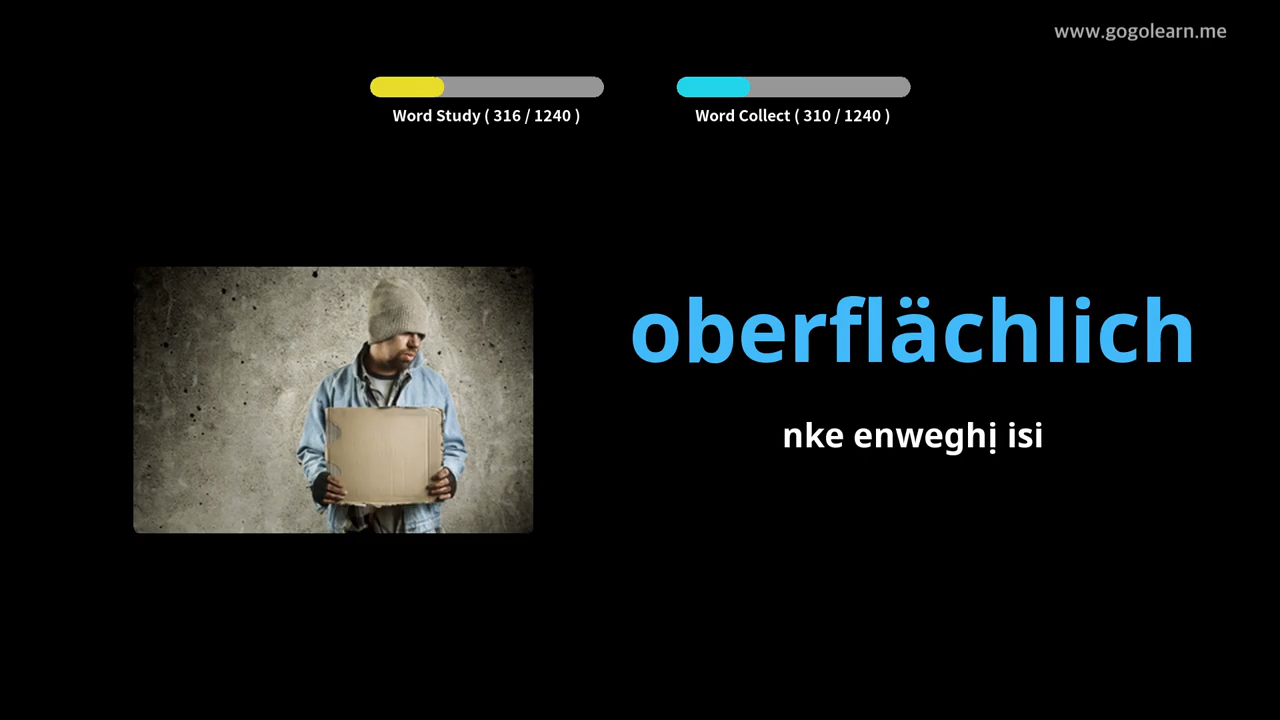 www.gogolearn.me
Word Study ( 316 / 1240 )
Word Collect ( 310 / 1240 )
oberflächlich
nke enweghị isi